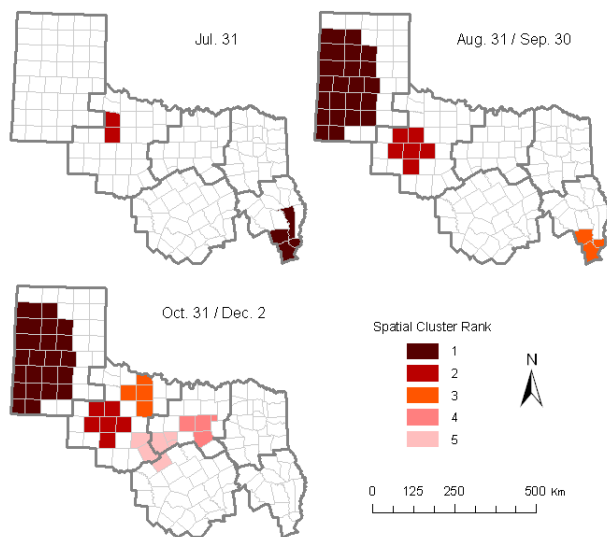 Jul. 31
Aug. 31 / Sep. 30
Oct. 31 / Dec. 2
Spatial Cluster Rank
1
2
3
4
5
N
0 125 250 500 Km